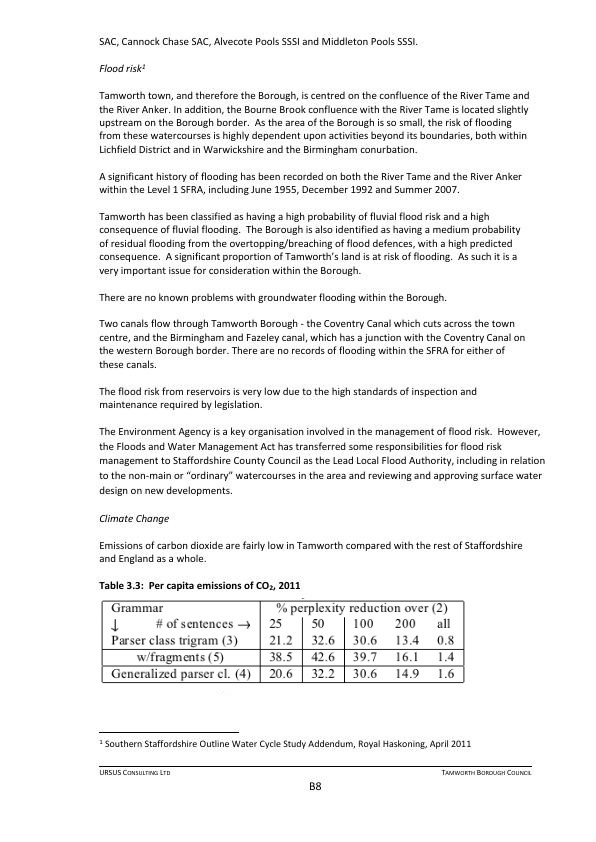 SAC, Cannock Chase SAC, Alvecote Pools SSSI and Middleton Pools SSSI.
Flood risk¹
Tamworth town, and therefore the Borough, is centred on the confluence of the River Tame and
the River Anker. In addition, the Bourne Brook confluence with the River Tame is located slightly
upstream on the Borough border.  As the area of the Borough is so small, the risk of flooding
from these watercourses is highly dependent upon activities beyond its boundaries, both within
Lichfield District and in Warwickshire and the Birmingham conurbation.
A significant history of flooding has been recorded on both the River Tame and the River Anker
within the Level 1 SFRA, including June 1955, December 1992 and Summer 2007.
Tamworth has been classified as having a high probability of fluvial flood risk and a high
consequence of fluvial flooding.  The Borough is also identified as having a medium probability
of residual flooding from the overtopping/breaching of flood defences, with a high predicted
consequence.  A significant proportion of Tamworth's land is at risk of flooding.  As such it is a
very important issue for consideration within the Borough.
There are no known problems with groundwater flooding within the Borough.
Two canals flow through Tamworth Borough - the Coventry Canal which cuts across the town
centre, and the Birmingham and Fazeley canal, which has a junction with the Coventry Canal on
the western Borough border. There are no records of flooding within the SFRA for either of
these canals.
The flood risk from reservoirs is very low due to the high standards of inspection and
maintenance required by legislation.
The Environment Agency is a key organisation involved in the management of flood risk.  However,
the Floods and Water Management Act has transferred some responsibilities for flood risk
management to Staffordshire County Council as the Lead Local Flood Authority, including in relation
to the non-main or “ordinary” watercourses in the area and reviewing and approving surface water
design on new developments.
Climate Change
Emissions of carbon dioxide are fairly low in Tamworth compared with the rest of Staffordshire
and England as a whole.
Table 3.3:  Per capita emissions of CO₂, 2011
Grammar % perplexity reduction over (2)
↓ # of sentences → 25 50 100 200 all
Parser class trigram (3) 21.2 32.6 30.6 13.4 0.8
w/fragments (5) 38.5 42.6 39.7 16.1 1.4
Generalized parser cl. (4) 20.6 32.2 30.6 14.9 1.6
¹ Southern Staffordshire Outline Water Cycle Study Addendum, Royal Haskoning, April 2011
URSUS CONSULTING LTD TAMWORTH BOROUGH COUNCIL
B8